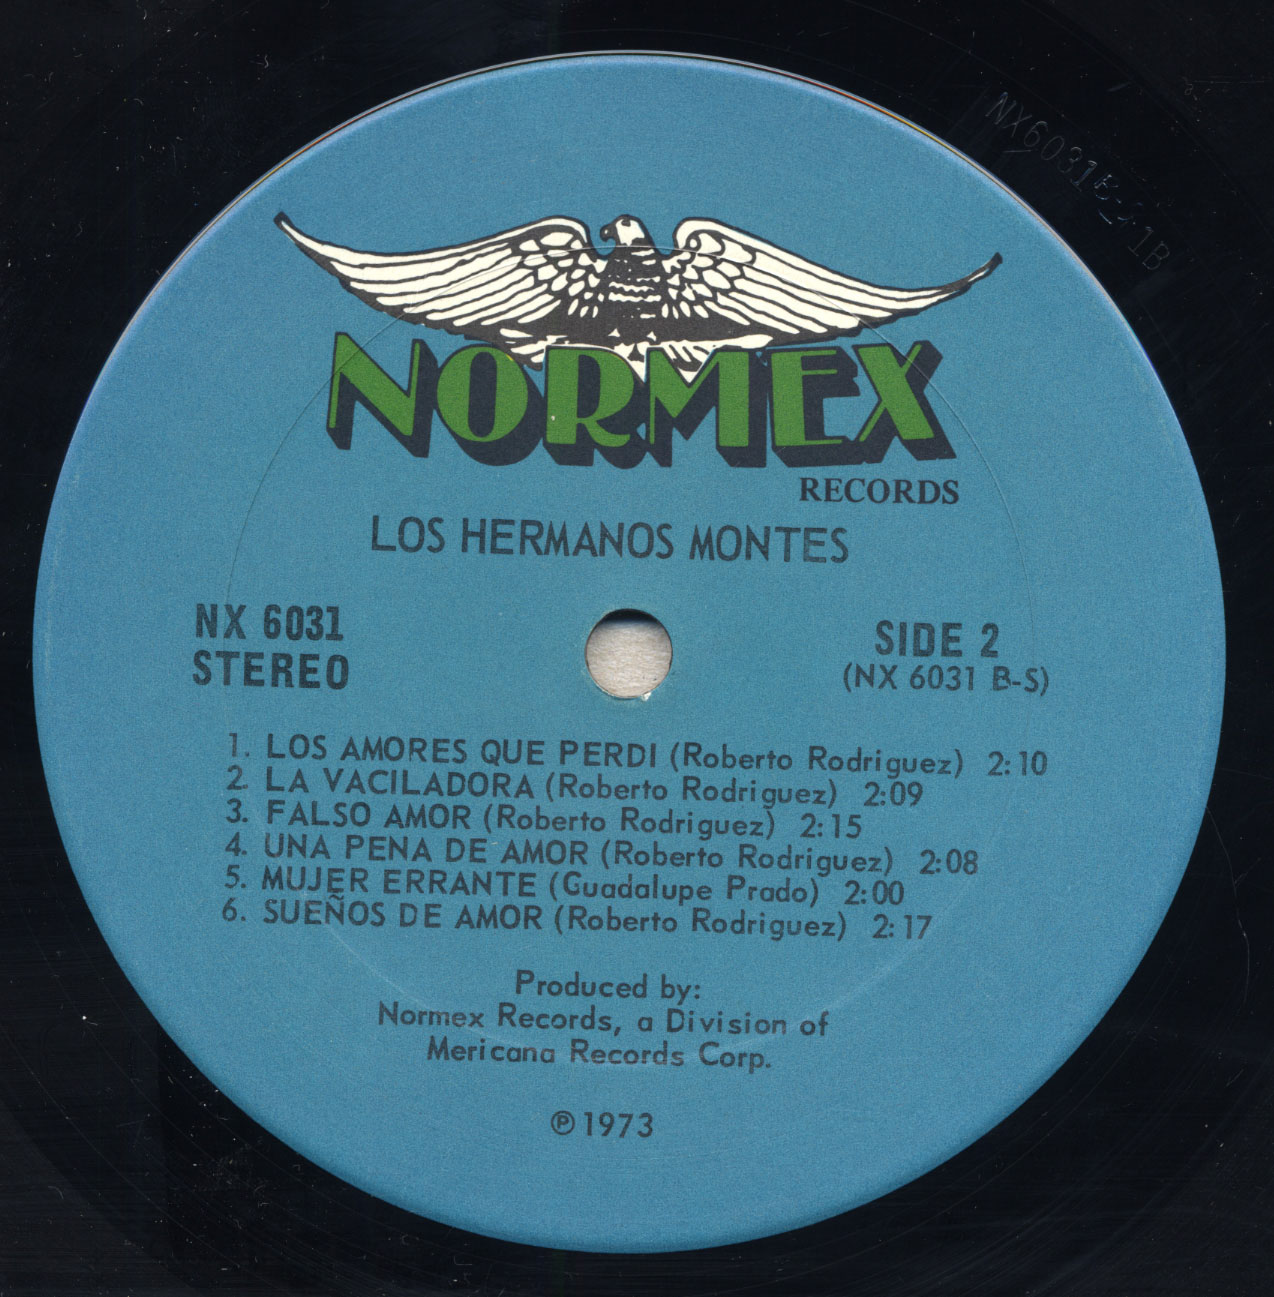 NX6031B-S 1B
NORMEX
RECORDS
LOS HERMANOS MONTES
NX 6031
STEREO
SIDE 2
(NX 6031 B-S)
1. LOS AMORES QUE PERDI (Roberto Rodriguez) 2:10
2. LA VACILADORA (Roberto Rodriguez) 2:09
3. FALSO AMOR (Roberto Rodriguez) 2:15
4. UNA PENA DE AMOR (Roberto Rodriguez) 2:08
5. MUJER ERRANTE (Guadalupe Prado) 2:00
6. SUEÑOS DE AMOR (Roberto Rodriguez) 2:17
Produced by:
Normex Records, a Division of
Mericana Records Corp.
℗ 1973